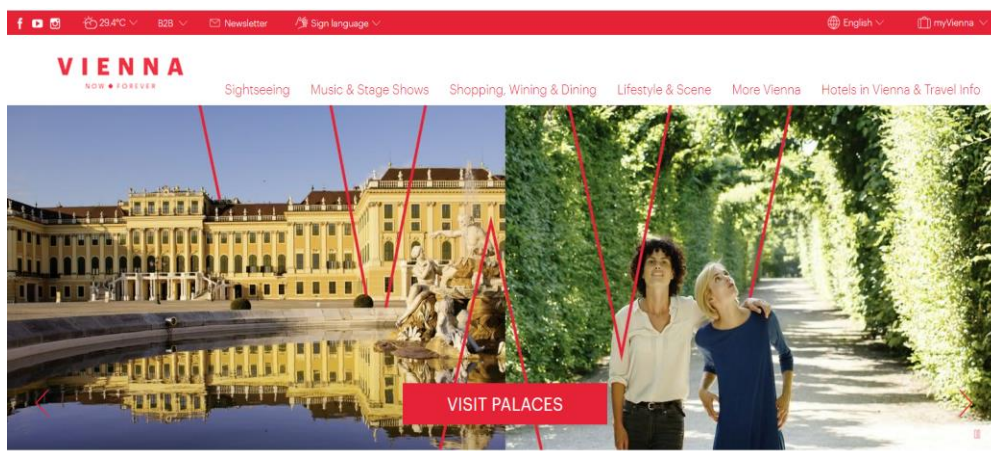 29.4°C B2B Newsletter Sign language English myVienna
VIENNA
NOW FOREVER
Sightseeing Music & Stage Shows Shopping, Wining & Dining Lifestyle & Scene More Vienna Hotels in Vienna & Travel Info
VISIT PALACES